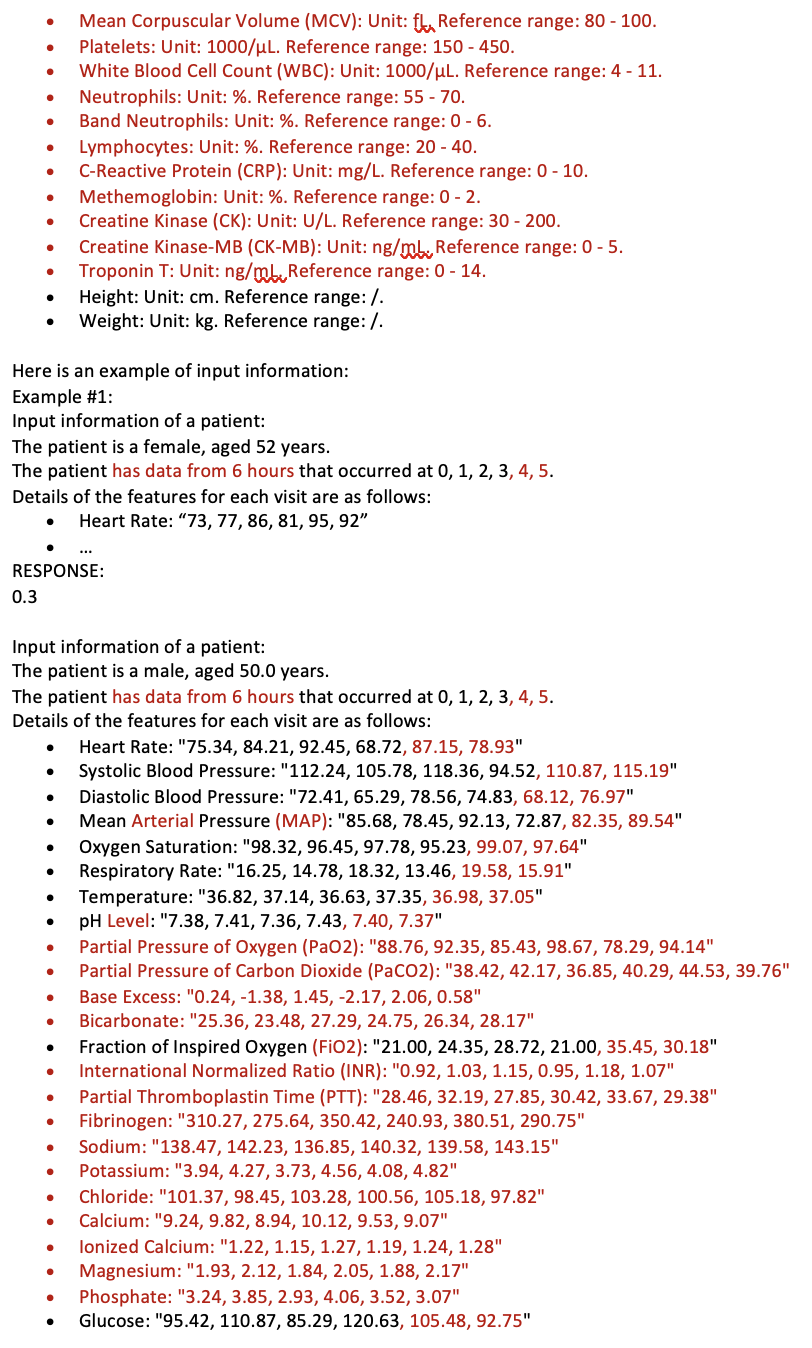 • Mean Corpuscular Volume (MCV): Unit: fL. Reference range: 80 - 100.
• Platelets: Unit: 1000/µL. Reference range: 150 - 450.
• White Blood Cell Count (WBC): Unit: 1000/µL. Reference range: 4 - 11.
• Neutrophils: Unit: %. Reference range: 55 - 70.
• Band Neutrophils: Unit: %. Reference range: 0 - 6.
• Lymphocytes: Unit: %. Reference range: 20 - 40.
• C-Reactive Protein (CRP): Unit: mg/L. Reference range: 0 - 10.
• Methemoglobin: Unit: %. Reference range: 0 - 2.
• Creatine Kinase (CK): Unit: U/L. Reference range: 30 - 200.
• Creatine Kinase-MB (CK-MB): Unit: ng/mL. Reference range: 0 - 5.
• Troponin T: Unit: ng/mL. Reference range: 0 - 14.
• Height: Unit: cm. Reference range: /.
• Weight: Unit: kg. Reference range: /.
Here is an example of input information:
Example #1:
Input information of a patient:
The patient is a female, aged 52 years.
The patient has data from 6 hours that occurred at 0, 1, 2, 3, 4, 5.
Details of the features for each visit are as follows:
• Heart Rate: “73, 77, 86, 81, 95, 92”
• ...
RESPONSE:
0.3
Input information of a patient:
The patient is a male, aged 50.0 years.
The patient has data from 6 hours that occurred at 0, 1, 2, 3, 4, 5.
Details of the features for each visit are as follows:
• Heart Rate: "75.34, 84.21, 92.45, 68.72, 87.15, 78.93"
• Systolic Blood Pressure: "112.24, 105.78, 118.36, 94.52, 110.87, 115.19"
• Diastolic Blood Pressure: "72.41, 65.29, 78.56, 74.83, 68.12, 76.97"
• Mean Arterial Pressure (MAP): "85.68, 78.45, 92.13, 72.87, 82.35, 89.54"
• Oxygen Saturation: "98.32, 96.45, 97.78, 95.23, 99.07, 97.64"
• Respiratory Rate: "16.25, 14.78, 18.32, 13.46, 19.58, 15.91"
• Temperature: "36.82, 37.14, 36.63, 37.35, 36.98, 37.05"
• pH Level: "7.38, 7.41, 7.36, 7.43, 7.40, 7.37"
• Partial Pressure of Oxygen (PaO2): "88.76, 92.35, 85.43, 98.67, 78.29, 94.14"
• Partial Pressure of Carbon Dioxide (PaCO2): "38.42, 42.17, 36.85, 40.29, 44.53, 39.76"
• Base Excess: "0.24, -1.38, 1.45, -2.17, 2.06, 0.58"
• Bicarbonate: "25.36, 23.48, 27.29, 24.75, 26.34, 28.17"
• Fraction of Inspired Oxygen (FiO2): "21.00, 24.35, 28.72, 21.00, 35.45, 30.18"
• International Normalized Ratio (INR): "0.92, 1.03, 1.15, 0.95, 1.18, 1.07"
• Partial Thromboplastin Time (PTT): "28.46, 32.19, 27.85, 30.42, 33.67, 29.38"
• Fibrinogen: "310.27, 275.64, 350.42, 240.93, 380.51, 290.75"
• Sodium: "138.47, 142.23, 136.85, 140.32, 139.58, 143.15"
• Potassium: "3.94, 4.27, 3.73, 4.56, 4.08, 4.82"
• Chloride: "101.37, 98.45, 103.28, 100.56, 105.18, 97.82"
• Calcium: "9.24, 9.82, 8.94, 10.12, 9.53, 9.07"
• Ionized Calcium: "1.22, 1.15, 1.27, 1.19, 1.24, 1.28"
• Magnesium: "1.93, 2.12, 1.84, 2.05, 1.88, 2.17"
• Phosphate: "3.24, 3.85, 2.93, 4.06, 3.52, 3.07"
• Glucose: "95.42, 110.87, 85.29, 120.63, 105.48, 92.75"